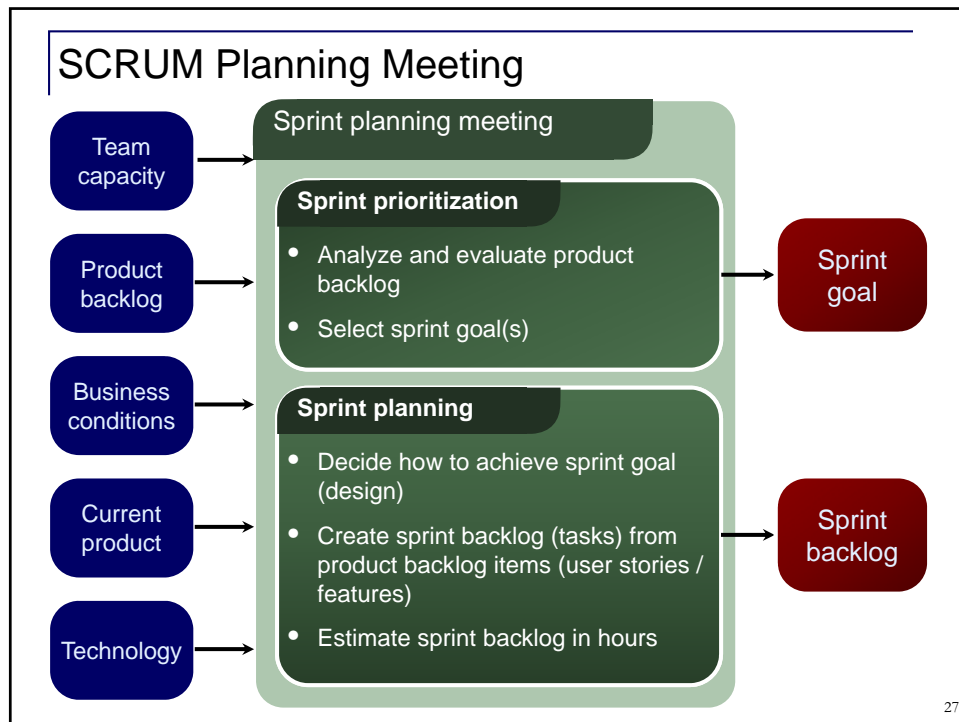 SCRUM Planning Meeting
Team
capacity
Product
backlog
Business
conditions
Current
product
Technology
Sprint planning meeting
Sprint prioritization
• Analyze and evaluate product
backlog
• Select sprint goal(s)
Sprint planning
• Decide how to achieve sprint goal
(design)
• Create sprint backlog (tasks) from
product backlog items (user stories /
features)
• Estimate sprint backlog in hours
Sprint
goal
Sprint
backlog
27